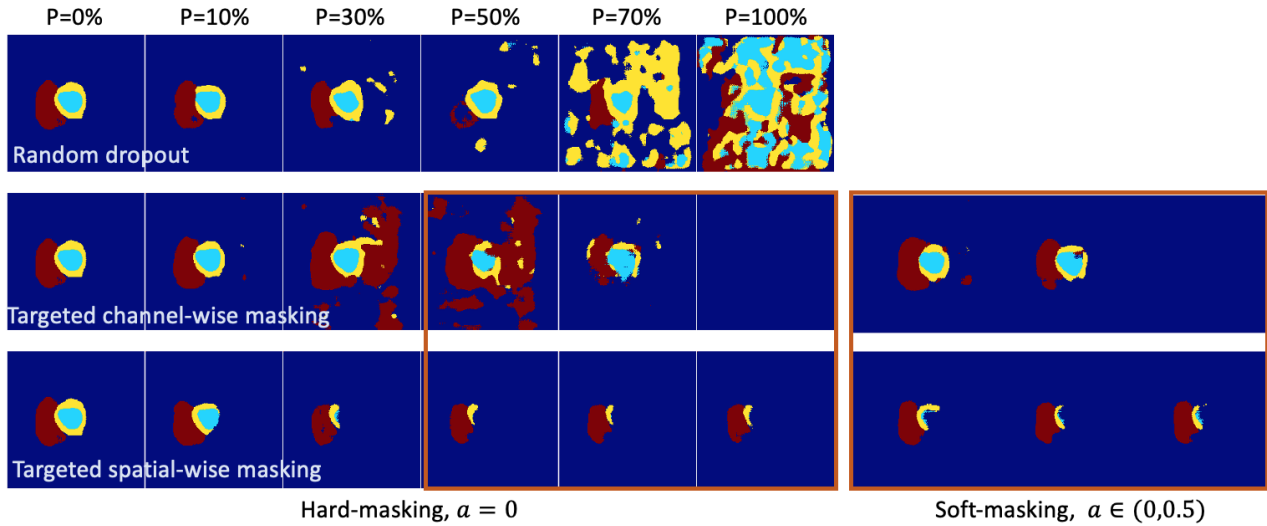 P=0% P=10% P=30% P=50% P=70% P=100%
Random dropout
Targeted channel-wise masking
Targeted spatial-wise masking
Hard-masking, a = 0
Soft-masking, a ∈ (0,0.5)